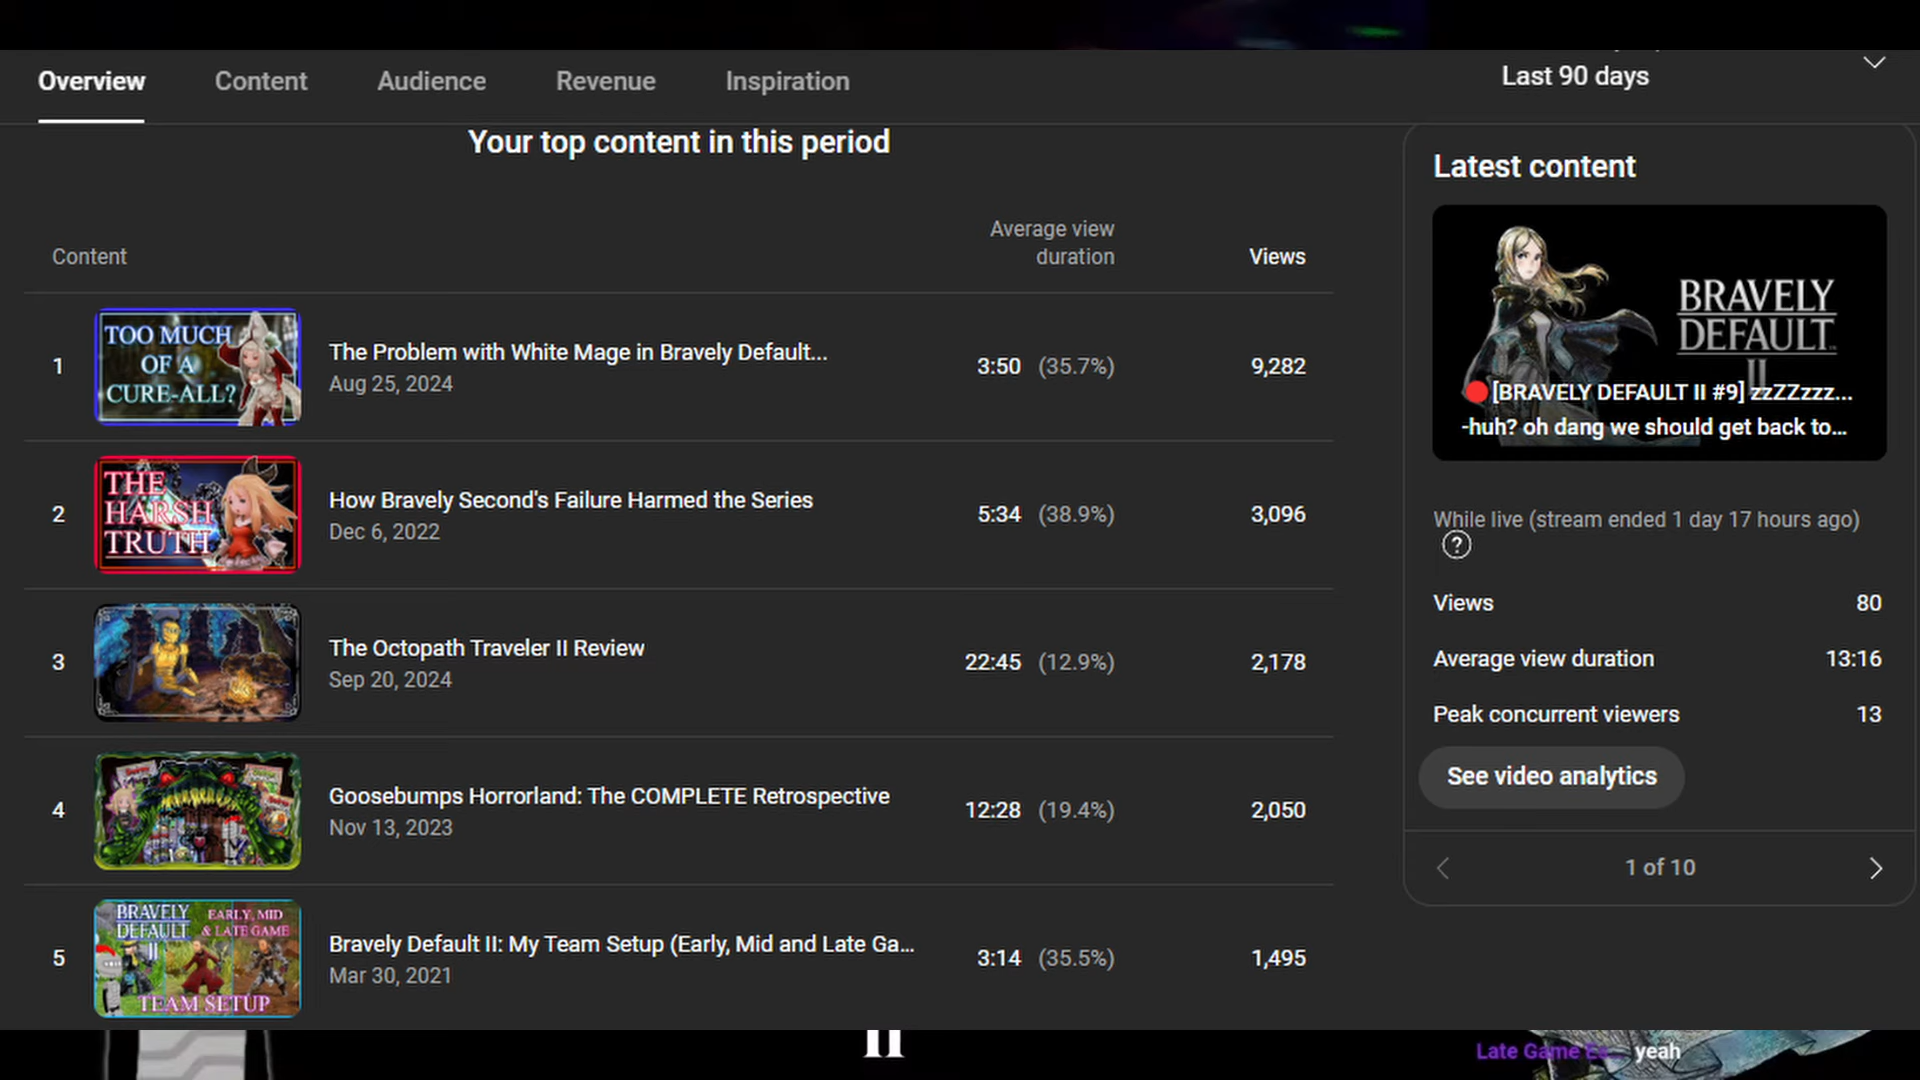 Overview
Content
Audience
Revenue
Inspiration
Last 90 days
Your top content in this period
Content
Average view
duration
Views
1
TOO MUCH
OF A
CURE-ALL?
The Problem with White Mage in Bravely Default...
Aug 25, 2024
3:50 (35.7%)
9,282
2
THE
HARSH
TRUTH
How Bravely Second's Failure Harmed the Series
Dec 6, 2022
5:34 (38.9%)
3,096
3
The Octopath Traveler II Review
Sep 20, 2024
22:45 (12.9%)
2,178
4
Goosebumps Horrorland: The COMPLETE Retrospective
Nov 13, 2023
12:28 (19.4%)
2,050
5
BRAVELY
DEFAULT
II
EARLY, MID
& LATE GAME
TEAM SETUP
Bravely Default II: My Team Setup (Early, Mid and Late Ga...
Mar 30, 2021
3:14 (35.5%)
1,495
Latest content
BRAVELY
DEFAULT
II
[BRAVELY DEFAULT II #9] zzZZzzz...
-huh? oh dang we should get back to...
While live (stream ended 1 day 17 hours ago)
?
Views
80
Average view duration
13:16
Peak concurrent viewers
13
See video analytics
1 of 10
II
Late Game
yeah